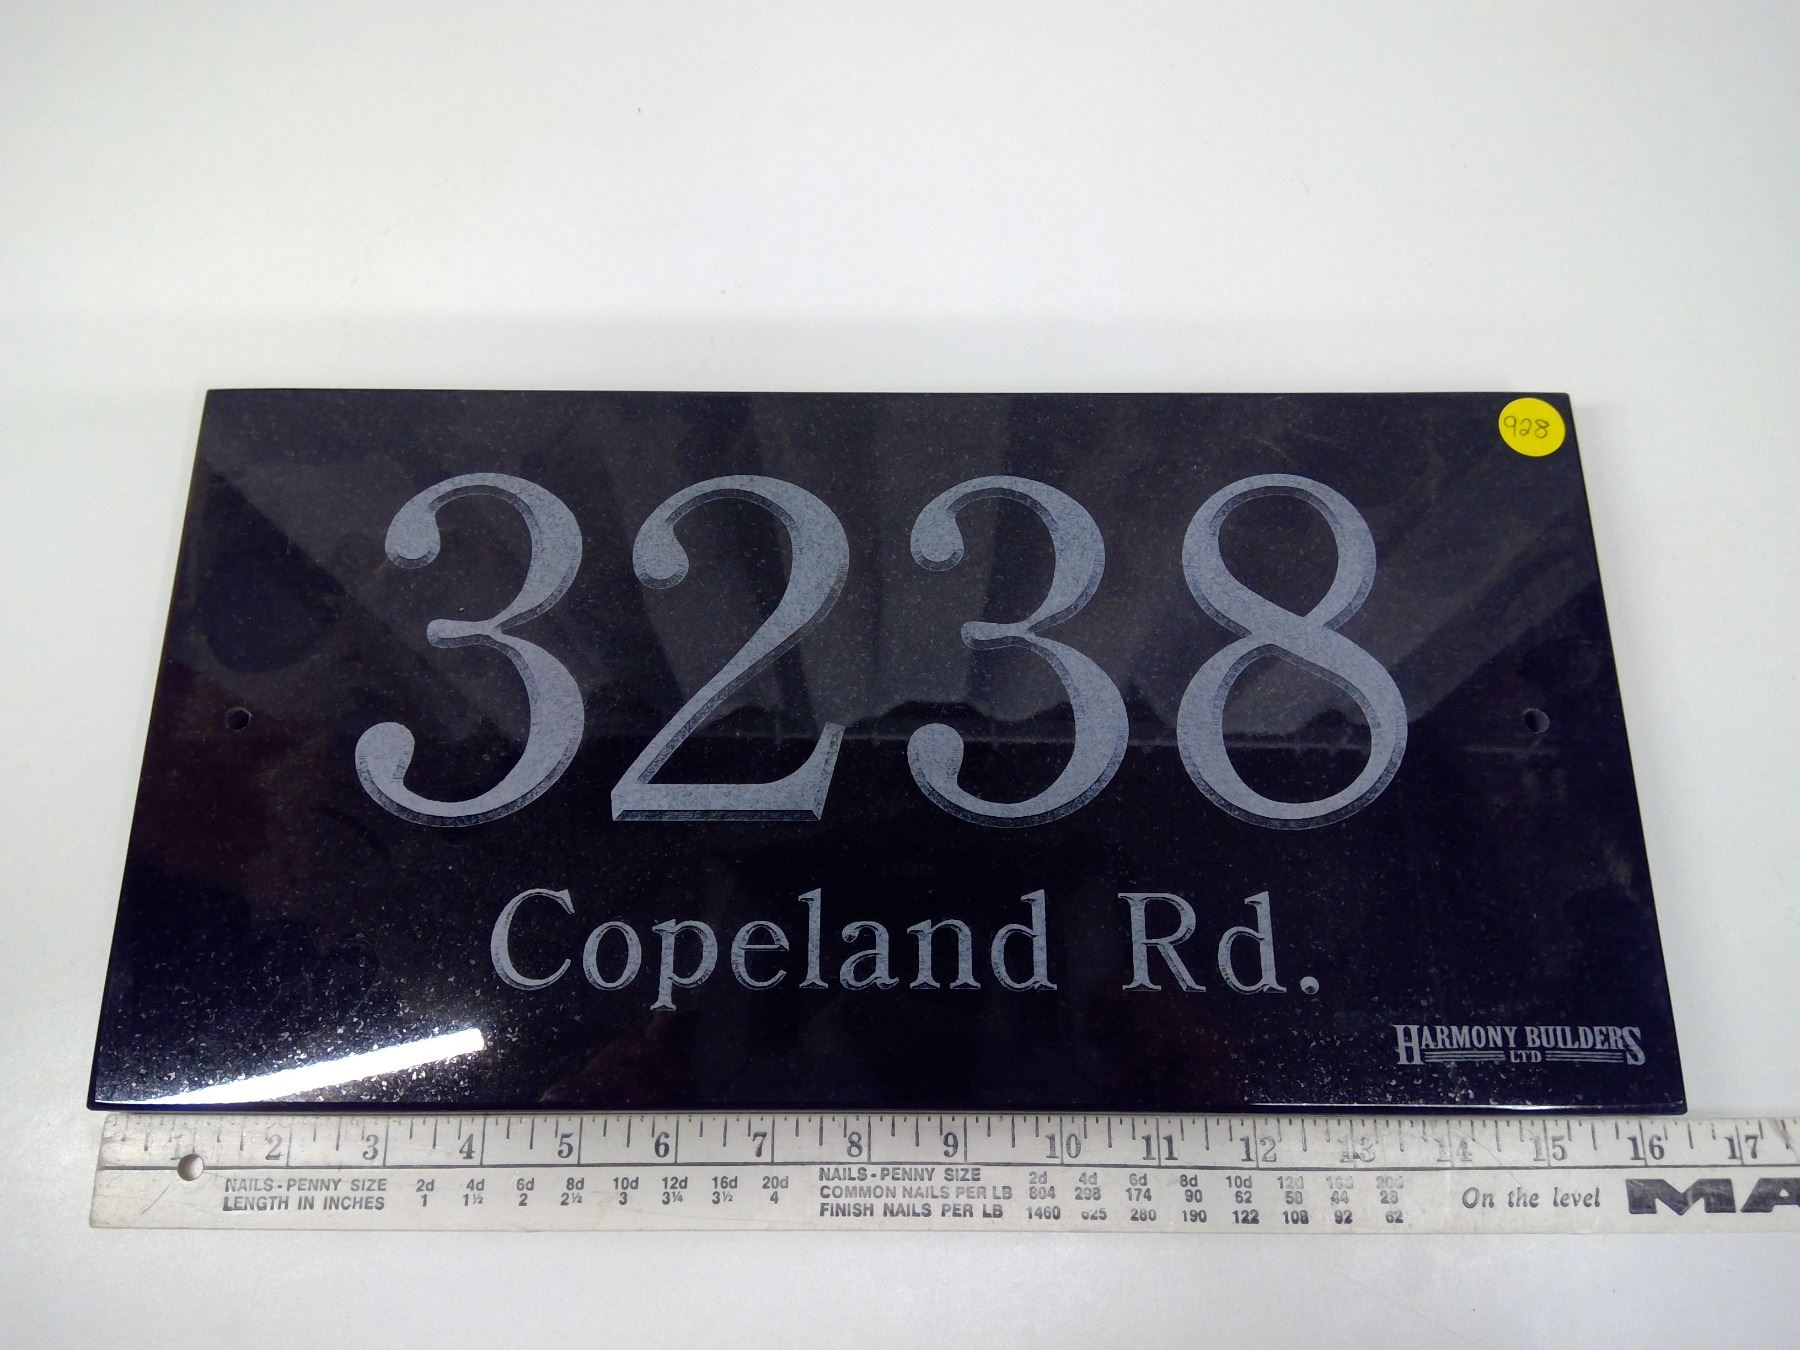 928
3238
Copeland Rd.
HARMONY BUILDERS
LTD
1 2 3 4 5 6 7 8 9 10 11 12 13 14 15 16 17
NAILS-PENNY SIZE 2d 4d 6d 8d 10d 12d 16d 20d
LENGTH IN INCHES 1 1½ 2 2½ 3 3¼ 3½ 4
NAILS-PENNY SIZE 2d 4d 6d 8d 10d 12d 16d 20d
COMMON NAILS PER LB 804 298 174 90 62 50 44 28
FINISH NAILS PER LB 1460 625 280 190 122 108 92 62
On the level